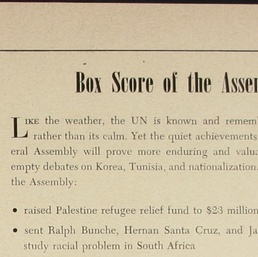 Box Score of the Assem
LIKE the weather, the UN is known and remem
rather than its calm. Yet the quiet achievements
eral Assembly will prove more enduring and valu
empty debates on Korea, Tunisia, and nationalization.
the Assembly:
• raised Palestine refugee relief fund to $23 million
• sent Ralph Bunche, Hernan Santa Cruz, and Ja
study racial problem in South Africa